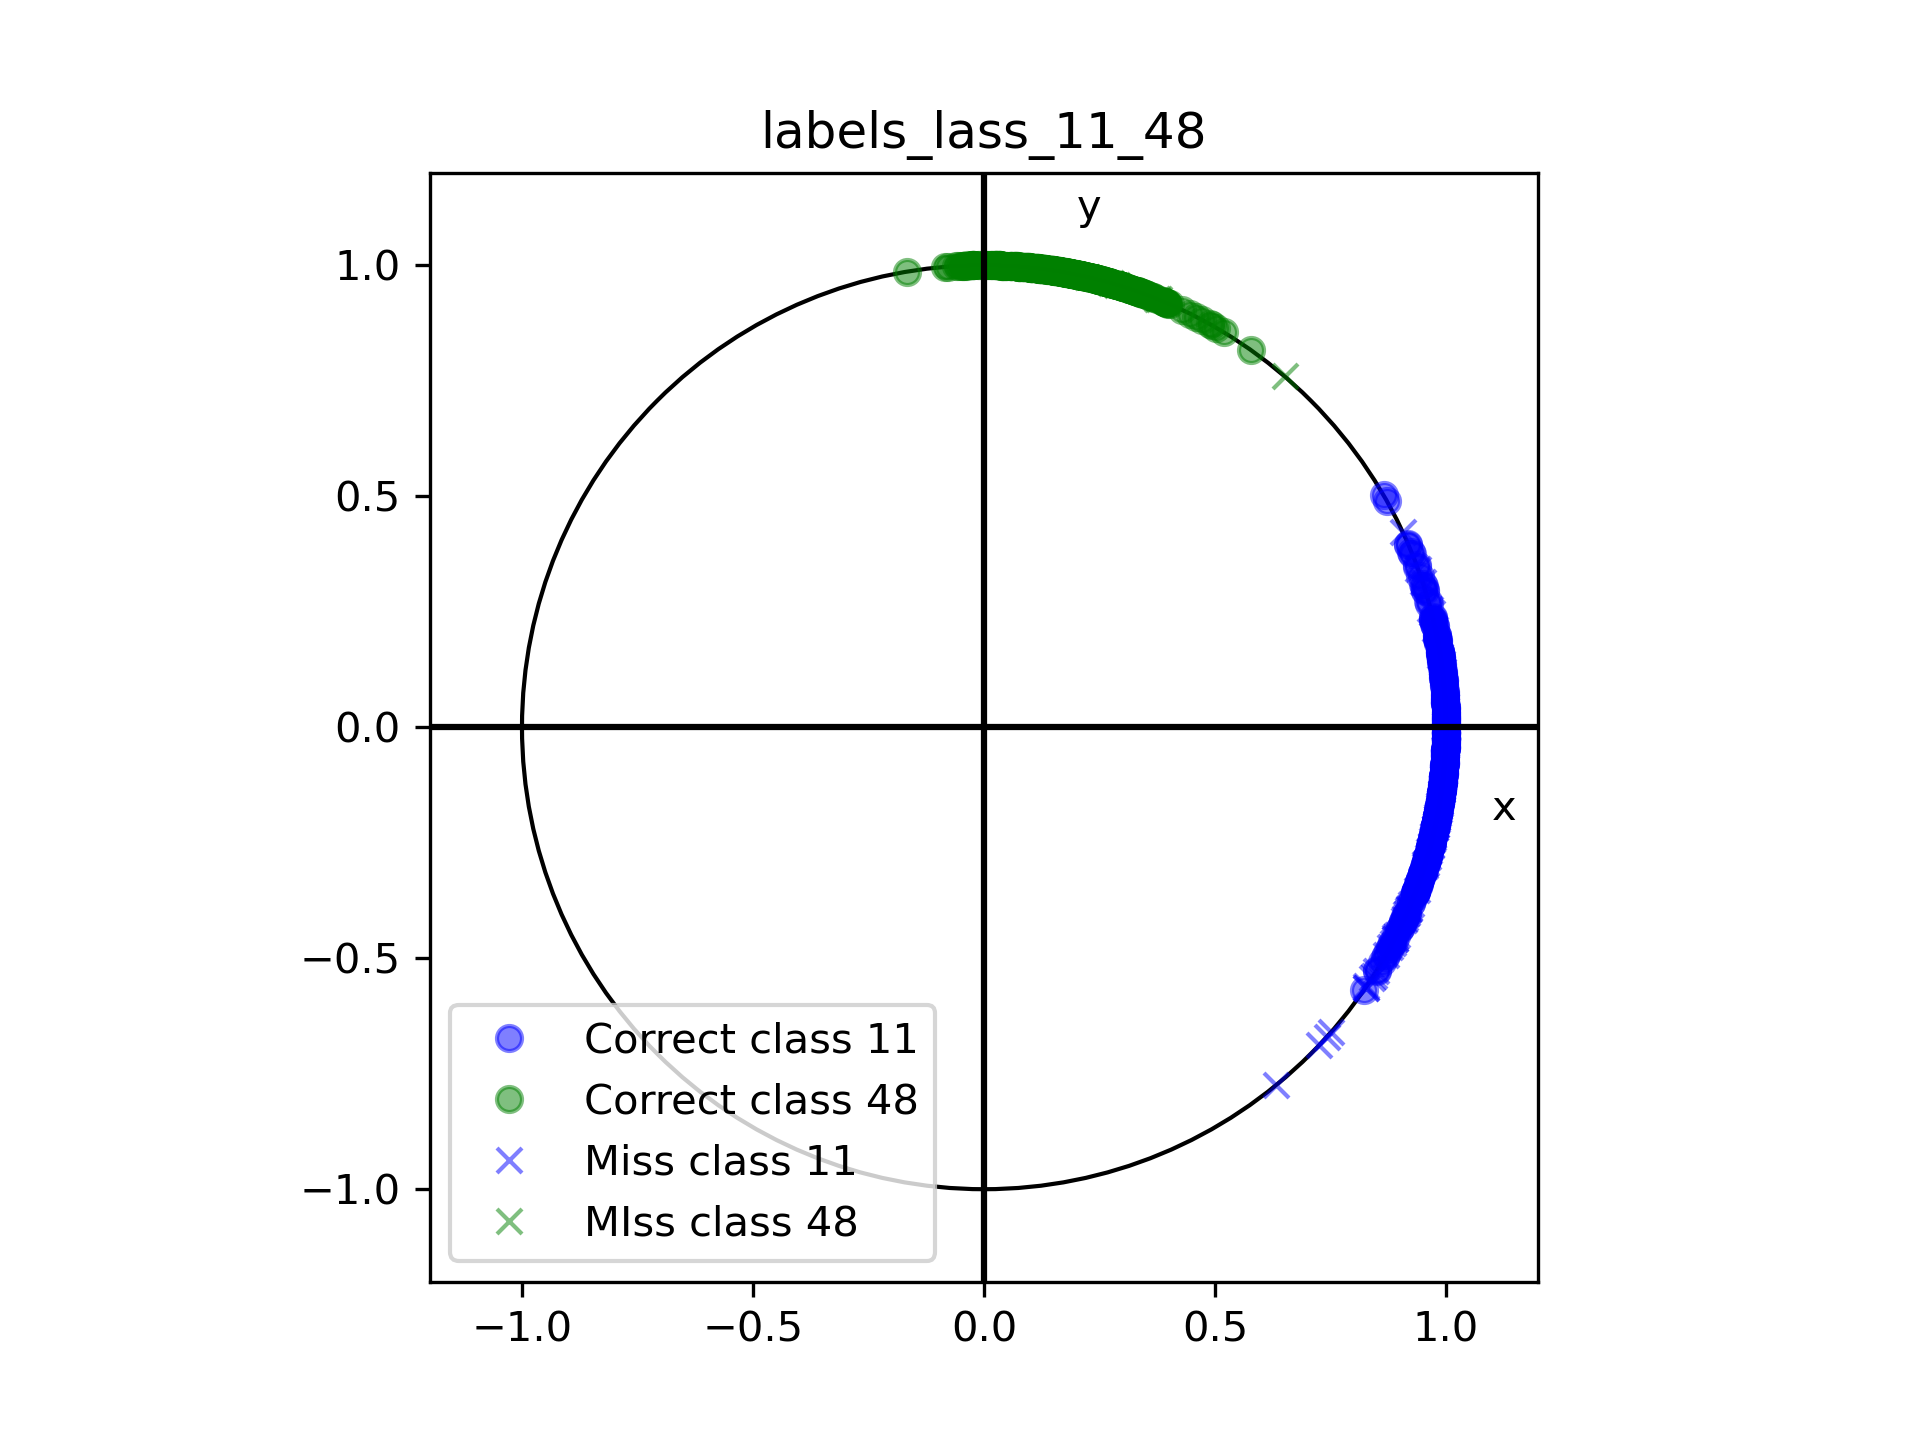 labels_lass_11_48
y
1.0
0.5
0.0
x
−0.5
−1.0
Correct class 11
Correct class 48
Miss class 11
MIss class 48
−1.0 −0.5 0.0 0.5 1.0